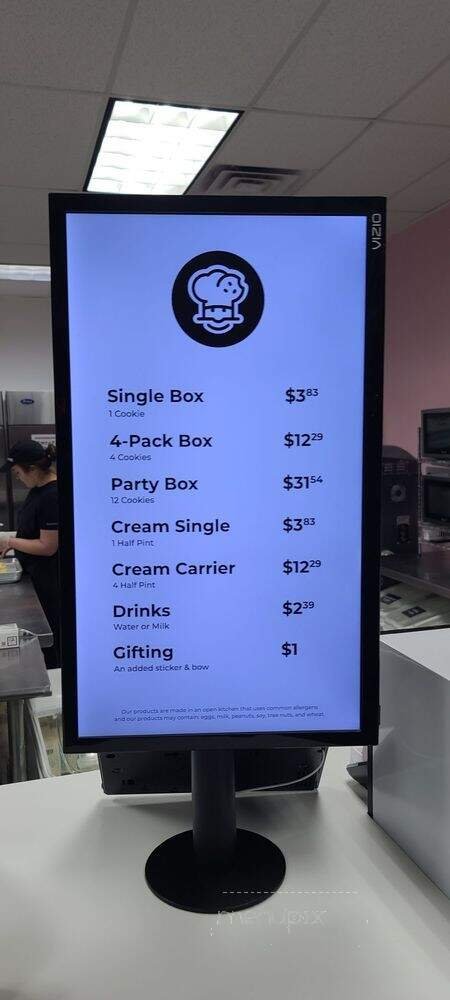 VIZIO
Single Box $383
1 Cookie
4-Pack Box $1229
4 Cookies
Party Box $3154
12 Cookies
Cream Single $383
1 Half Pint
Cream Carrier $1229
4 Half Pint
Drinks $239
Water or Milk
Gifting $1
An added sticker & bow
Our products are made in an open kitchen that uses common allergens
and our products may contain: eggs, milk, peanuts, soy, tree nuts, and wheat.
menupix